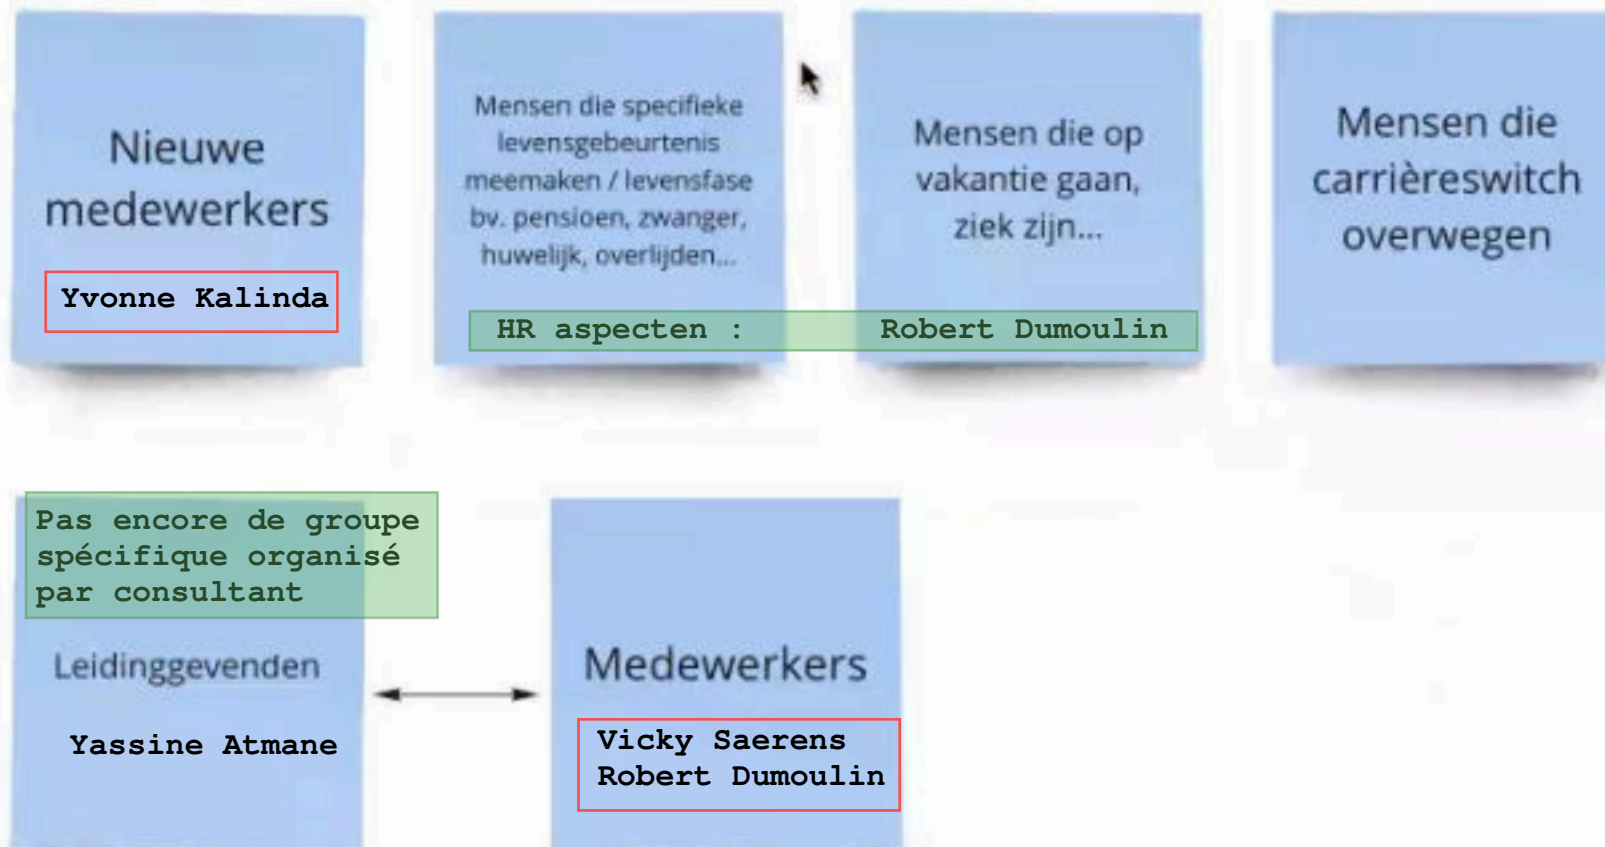 Nieuwe
medewerkers
Yvonne Kalinda
Mensen die specifieke
levensgebeurtenis
meemaken / levensfase
bv. pensioen, zwanger,
huwelijk, overlijden...
Mensen die op
vakantie gaan,
ziek zijn...
HR aspecten : Robert Dumoulin
Mensen die
carrièreswitch
overwegen
Pas encore de groupe
spécifique organisé
par consultant
Leidinggevenden
Yassine Atmane
Medewerkers
Vicky Saerens
Robert Dumoulin